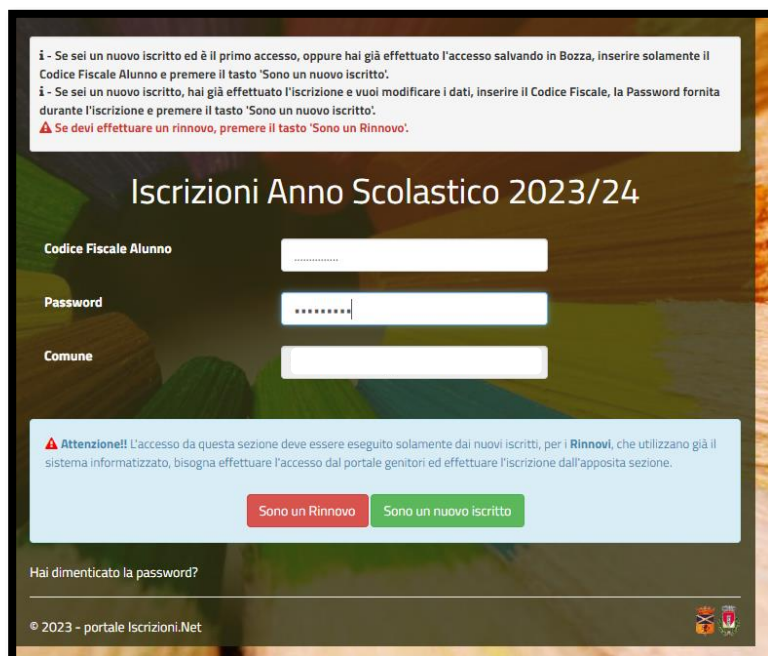 i - Se sei un nuovo iscritto ed è il primo accesso, oppure hai già effettuato l'accesso salvando in Bozza, inserire solamente il
Codice Fiscale Alunno e premere il tasto 'Sono un nuovo iscritto'.
i - Se sei un nuovo iscritto, hai già effettuato l'iscrizione e vuoi modificare i dati, inserire il Codice Fiscale, la Password fornita
durante l'iscrizione e premere il tasto 'Sono un nuovo iscritto'.
Se devi effettuare un rinnovo, premere il tasto 'Sono un Rinnovo'.
Iscrizioni Anno Scolastico 2023/24
Codice Fiscale Alunno
Password
Comune
Attenzione!! L'accesso da questa sezione deve essere eseguito solamente dai nuovi iscritti, per i Rinnovi, che utilizzano già il
sistema informatizzato, bisogna effettuare l'accesso dal portale genitori ed effettuare l'iscrizione dall'apposita sezione.
Sono un Rinnovo Sono un nuovo iscritto
Hai dimenticato la password?
© 2023 - portale Iscrizioni.Net